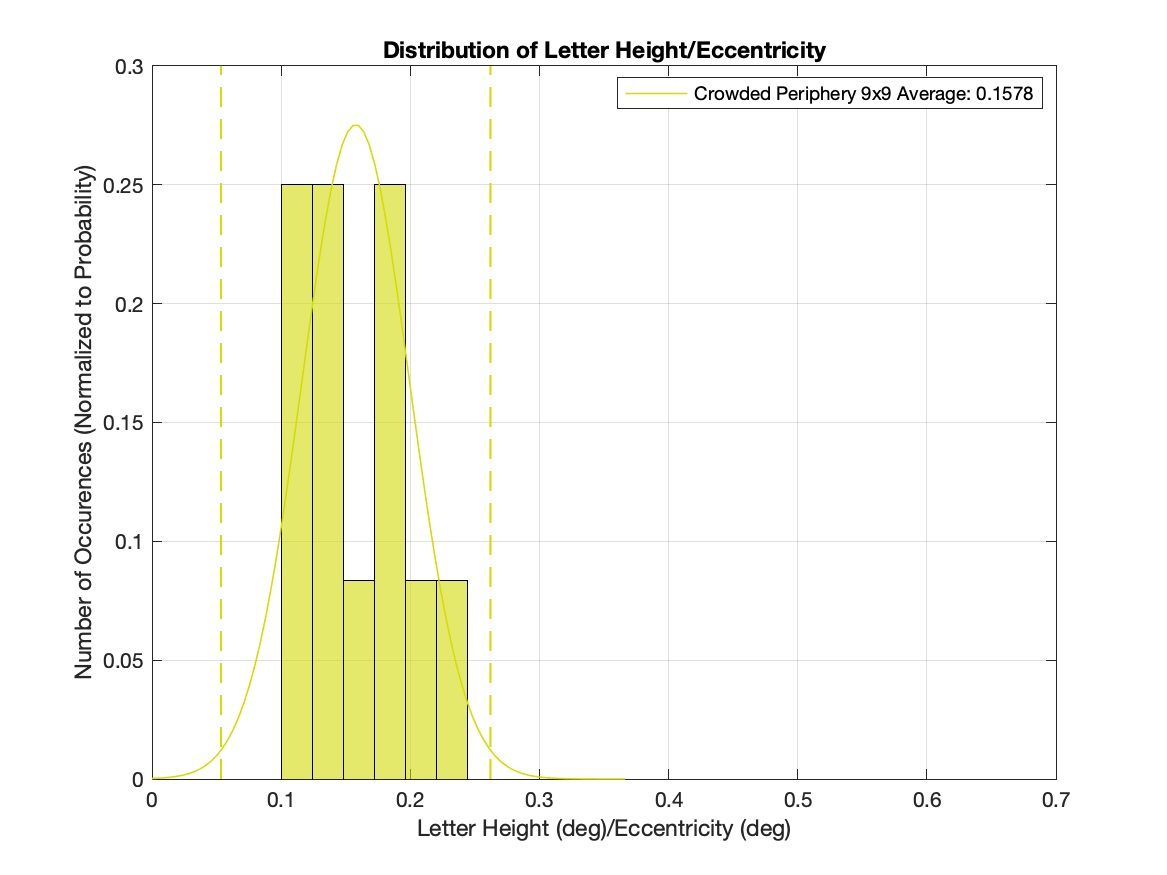 Distribution of Letter Height/Eccentricity
Crowded Periphery 9x9 Average: 0.1578
Number of Occurences (Normalized to Probability)
0.3
0.25
0.2
0.15
0.1
0.05
0
0 0.1 0.2 0.3 0.4 0.5 0.6 0.7
Letter Height (deg)/Eccentricity (deg)